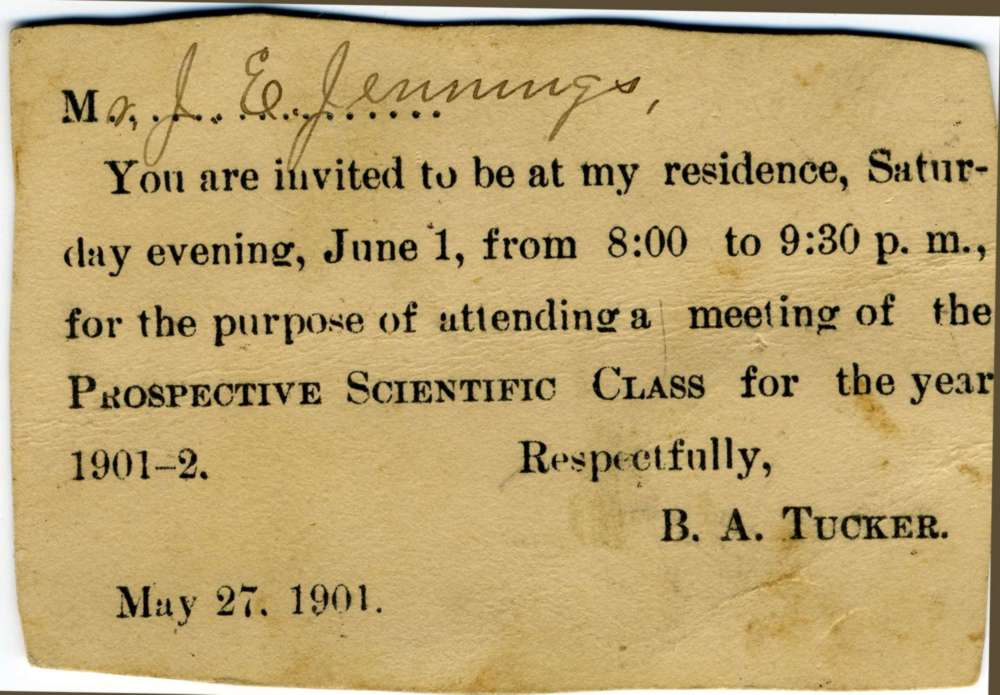 Mr. J. E. Jennings,
You are invited to be at my residence, Satur-
day evening, June 1, from 8:00 to 9:30 p. m.,
for the purpose of attending a meeting of the
PROSPECTIVE SCIENTIFIC CLASS for the year
1901-2. Respectfully,
B. A. TUCKER.
May 27. 1901.